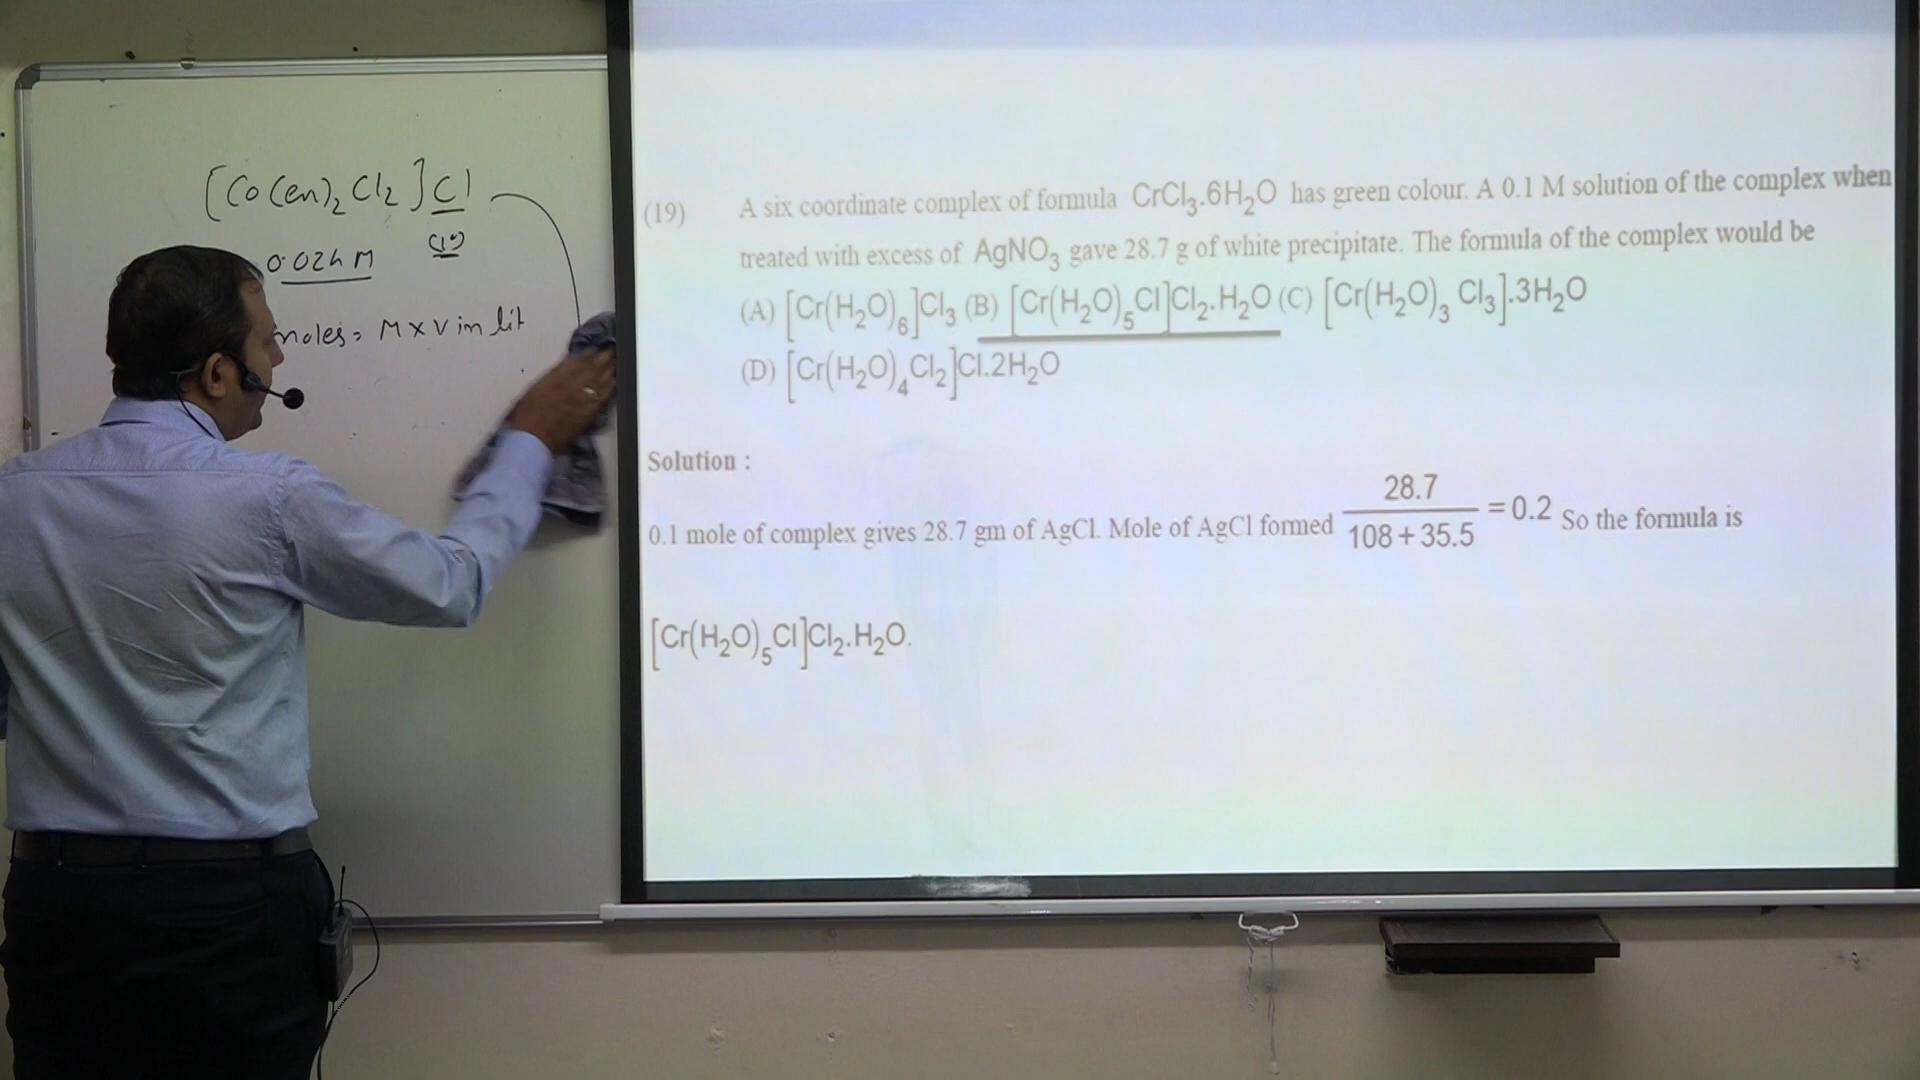 [Co(en)₂Cl₂]Cl
(1°)
0.024 M
moles = M x V in lit
(19) A six coordinate complex of formula CrCl₃.6H₂O has green colour. A 0.1 M solution of the complex when
treated with excess of AgNO₃ gave 28.7 g of white precipitate. The formula of the complex would be
(A) [Cr(H₂O)₆]Cl₃ (B) [Cr(H₂O)₅Cl]Cl₂.H₂O (C) [Cr(H₂O)₃ Cl₃].3H₂O
(D) [Cr(H₂O)₄Cl₂]Cl.2H₂O
Solution :
0.1 mole of complex gives 28.7 gm of AgCl. Mole of AgCl formed 28.7/(108+35.5) = 0.2 So the formula is
[Cr(H₂O)₅Cl]Cl₂.H₂O.